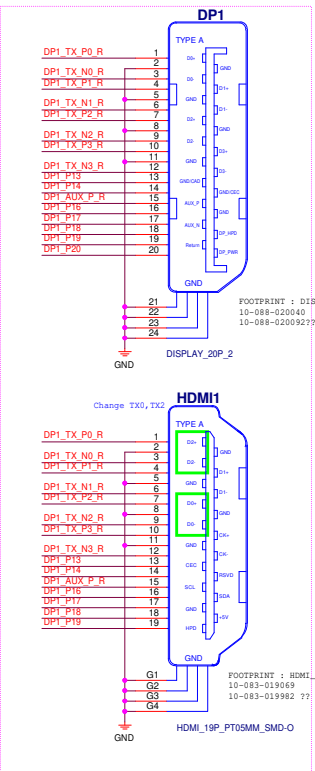 DP1
TYPE A
DP1_TX_P0_R 1 D0+
2 GND
DP1_TX_N0_R 3 D0-
DP1_TX_P1_R 4 D1+
5 GND
DP1_TX_N1_R 6 D1-
DP1_TX_P2_R 7 D2+
8 GND
DP1_TX_N2_R 9 D2-
DP1_TX_P3_R 10 D3+
11 GND
DP1_TX_N3_R 12 D3-
DP1_P13 13 GND/CAD
DP1_P14 14 GND/CEC
DP1_AUX_P_R 15 AUX_P
DP1_P16 16 GND
DP1_P17 17 AUX_N
DP1_P18 18 DP_HPD
DP1_P19 19 Return
DP1_P20 20 DP_PWR
GND
21
22
23
24
FOOTPRINT : DIS
10-088-020040
10-088-020092??
DISPLAY_20P_2
GND
Change TX0,TX2
HDMI1
TYPE A
DP1_TX_P0_R 1 D2+
2 GND
DP1_TX_N0_R 3 D2-
DP1_TX_P1_R 4 D1+
5 GND
DP1_TX_N1_R 6 D1-
DP1_TX_P2_R 7 D0+
8 GND
DP1_TX_N2_R 9 D0-
DP1_TX_P3_R 10 CK+
11 GND
DP1_TX_N3_R 12 CK-
DP1_P13 13 CEC
DP1_P14 14 RSVD
DP1_AUX_P_R 15 SCL
DP1_P16 16 SDA
DP1_P17 17 GND
DP1_P18 18 +5V
DP1_P19 19 HPD
GND
G1
G2
G3
G4
FOOTPRINT : HDMI_
10-083-019069
10-083-019982 ??
HDMI_19P_PT05MM_SMD-O
GND